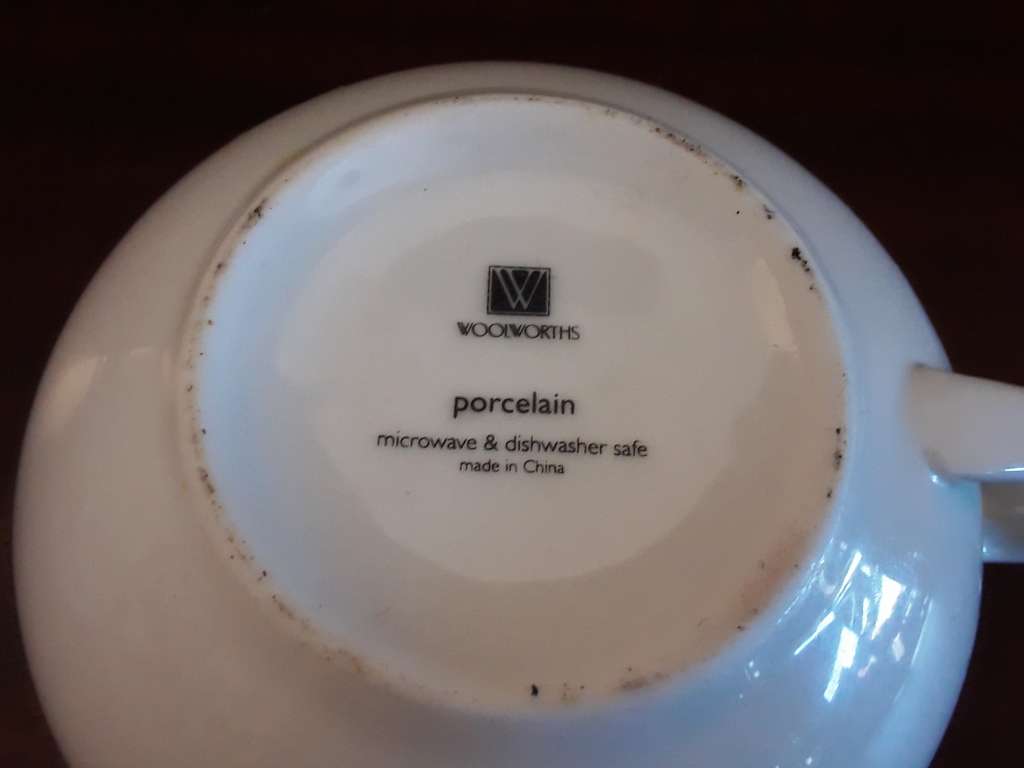 W
WOOLWORTHS
porcelain
microwave & dishwasher safe
made in China